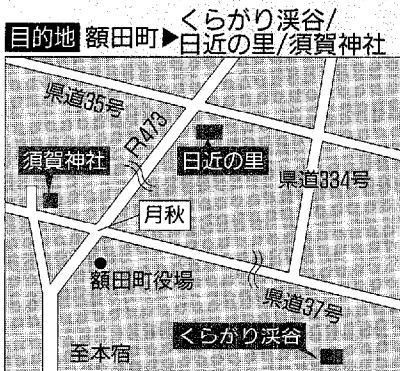 目的地 額田町▶くらがり渓谷/
日近の里/須賀神社
県道35号
R473
須賀神社
日近の里
県道334号
月秋
額田町役場
県道37号
くらがり渓谷
至本宿